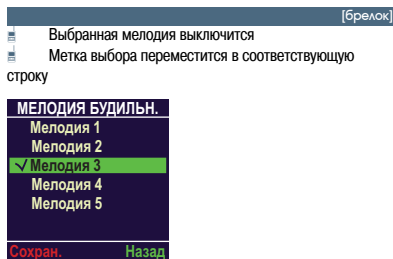 [брелок]
Выбранная мелодия выключится
Метка выбора переместится в соответствующую
строку
МЕЛОДИЯ БУДИЛЬН.
Мелодия 1
Мелодия 2
Мелодия 3
Мелодия 4
Мелодия 5
Сохран. Назад